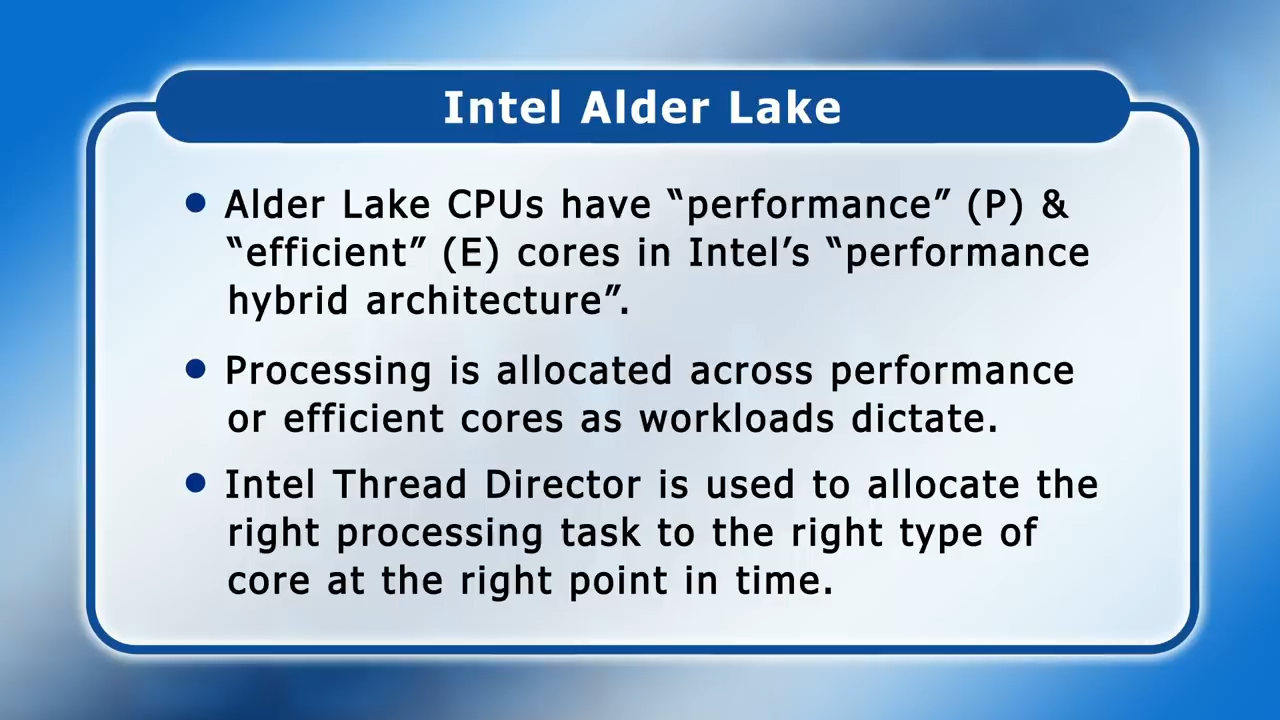 Intel Alder Lake
• Alder Lake CPUs have “performance” (P) &
“efficient” (E) cores in Intel’s “performance
hybrid architecture”.
• Processing is allocated across performance
or efficient cores as workloads dictate.
• Intel Thread Director is used to allocate the
right processing task to the right type of
core at the right point in time.